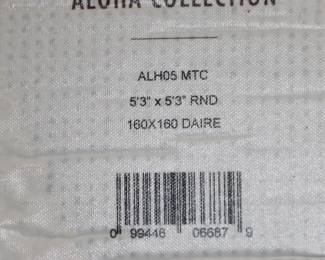 ALOHA COLLECTION
ALH05 MTC
5'3" x 5'3" RND
160X160 DAIRE
0 99446 06687 9